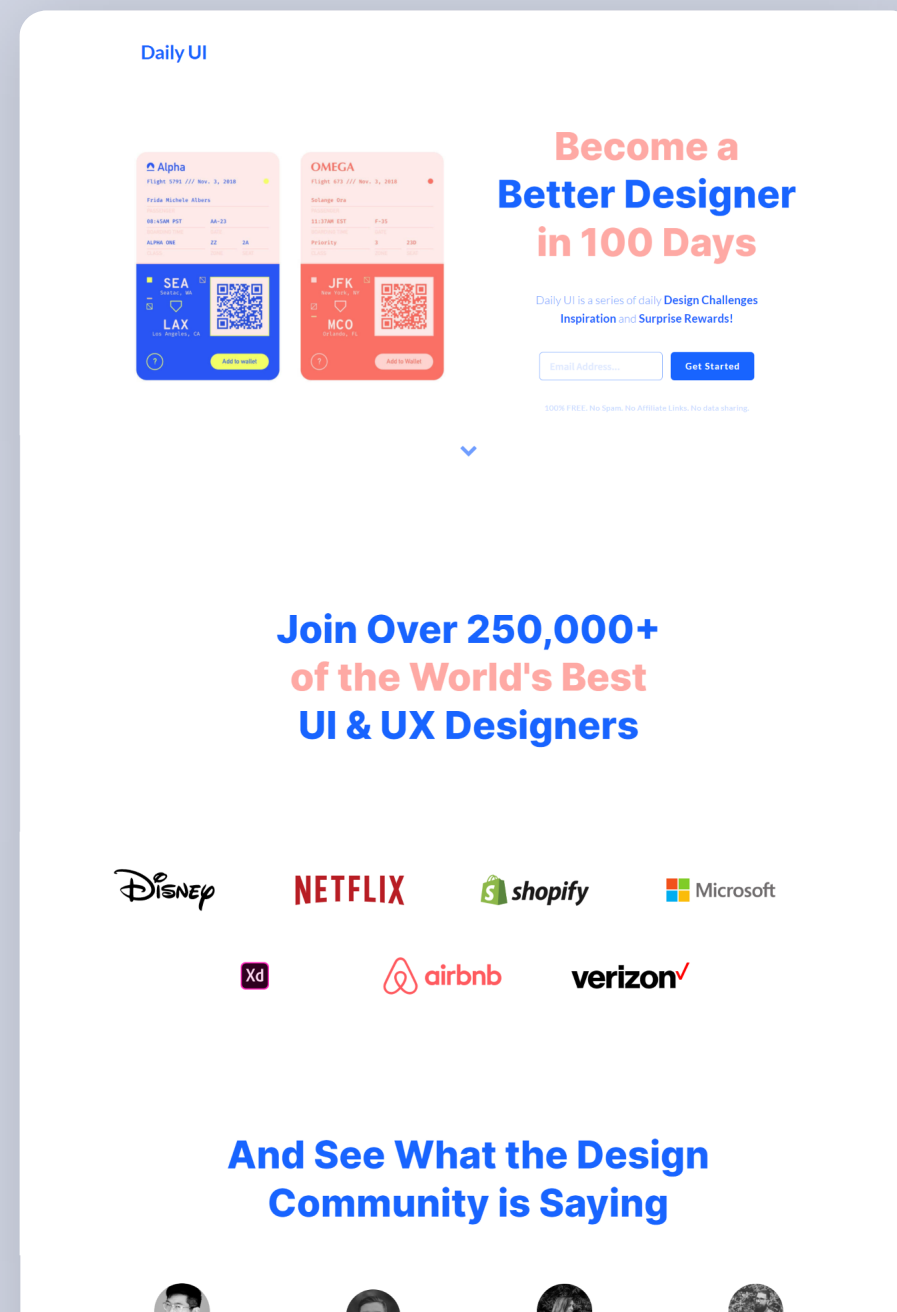 Daily UI
Alpha
Flight 5791 /// Nov. 3, 2018
Frida Michele Albers
08:45AM PST AA-23
ALPHA ONE ZZ 2A
SEA
Seatac, WA
LAX
Los Angeles, CA
?
Add to wallet
OMEGA
Flight 673 /// Nov. 3, 2018
Solange Dra
11:37AM EST F-35
Priority 3 23D
JFK
New York, NY
MCO
Orlando, FL
?
Add to Wallet
Become a
Better Designer
in 100 Days
Daily UI is a series of daily Design Challenges
Inspiration and Surprise Rewards!
Email Address...
Get Started
100% FREE. No Spam. No Affiliate Links. No data sharing.
Join Over 250,000+
of the World's Best
UI & UX Designers
Disney
NETFLIX
shopify
Microsoft
Xd
airbnb
verizon
And See What the Design
Community is Saying